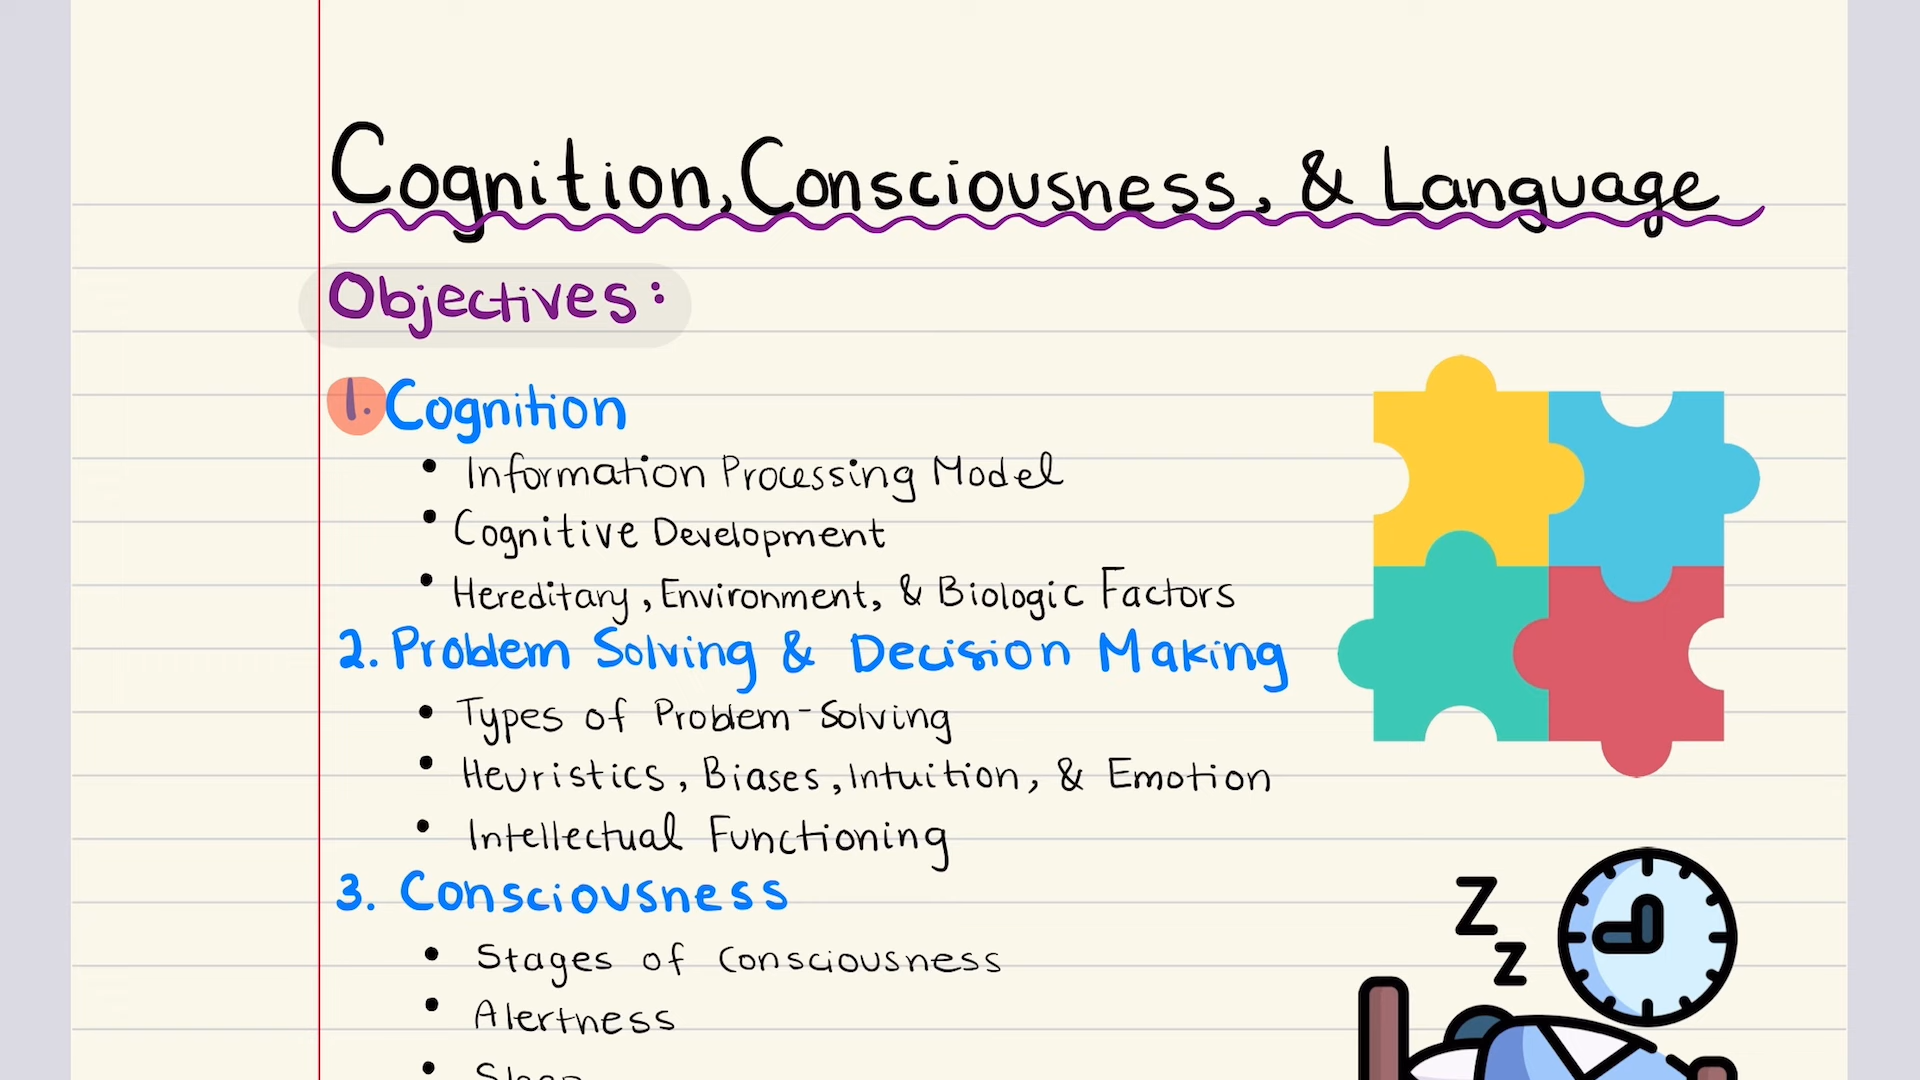 Cognition, Consciousness, & Language
Objectives:
1. Cognition
• Information Processing Model
• Cognitive Development
• Hereditary, Environment, & Biologic Factors
2. Problem Solving & Decision Making
• Types of Problem-Solving
• Heuristics, Biases, Intuition, & Emotion
• Intellectual Functioning
3. Consciousness
• Stages of Consciousness
• Alertness
• Sleep
Z
Z